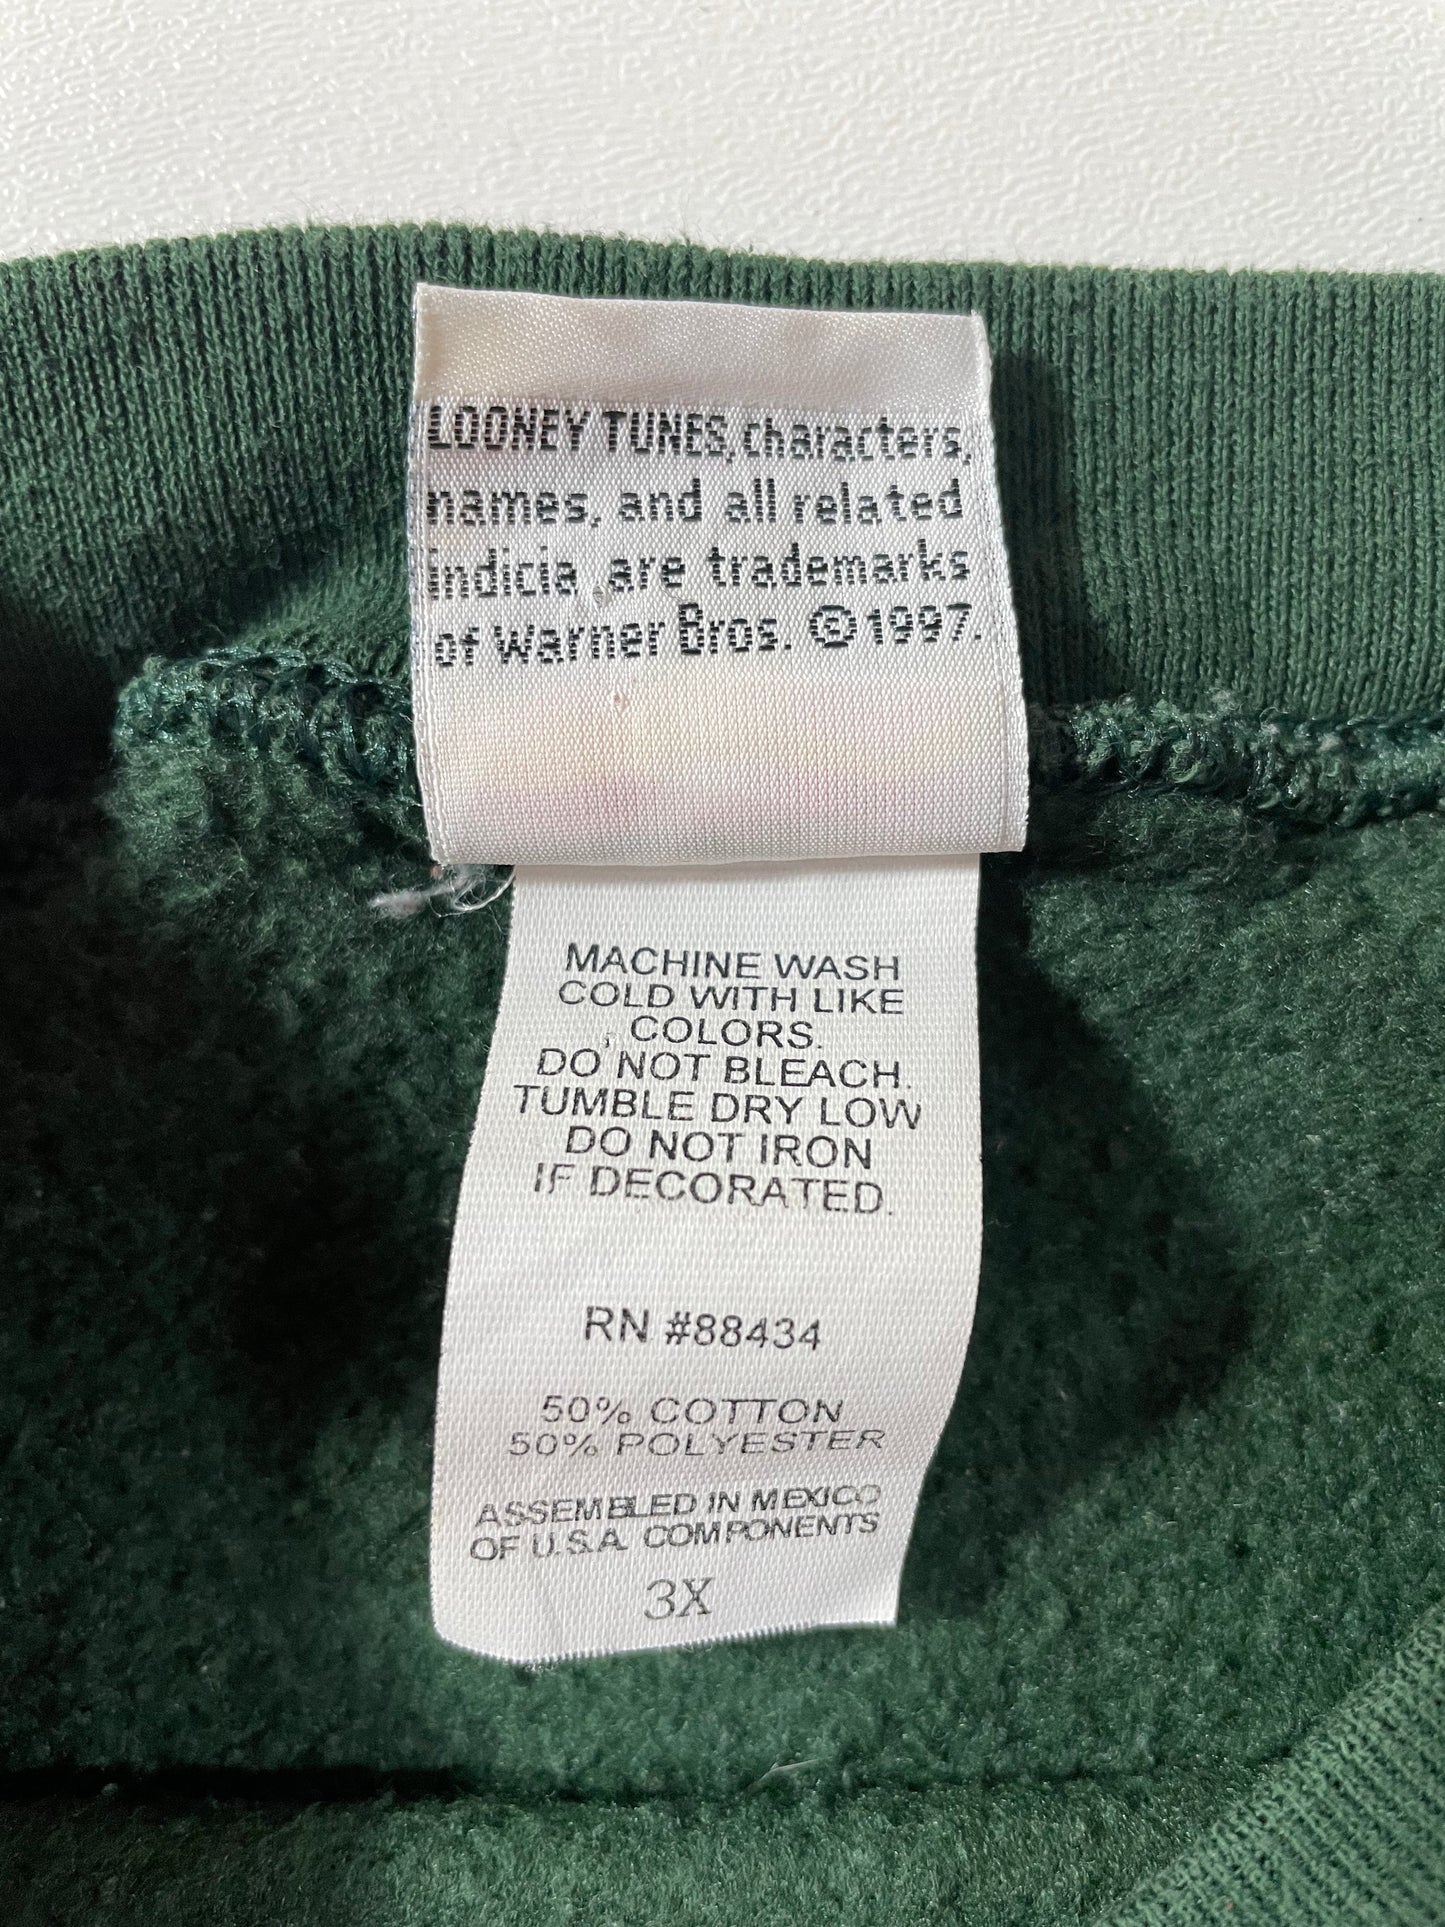 LOONEY TUNES, characters,
names, and all related
indicia are trademarks
of Warner Bros. ©1997.
MACHINE WASH
COLD WITH LIKE
COLORS.
DO NOT BLEACH.
TUMBLE DRY LOW
DO NOT IRON
IF DECORATED.
RN #88434
50% COTTON
50% POLYESTER
ASSEMBLED IN MEXICO
OF U.S.A. COMPONENTS
3X